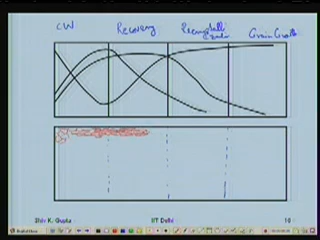 CW Recovery Recrystallization Grain Growth
Shiv K. Gupta IIT Delhi 10